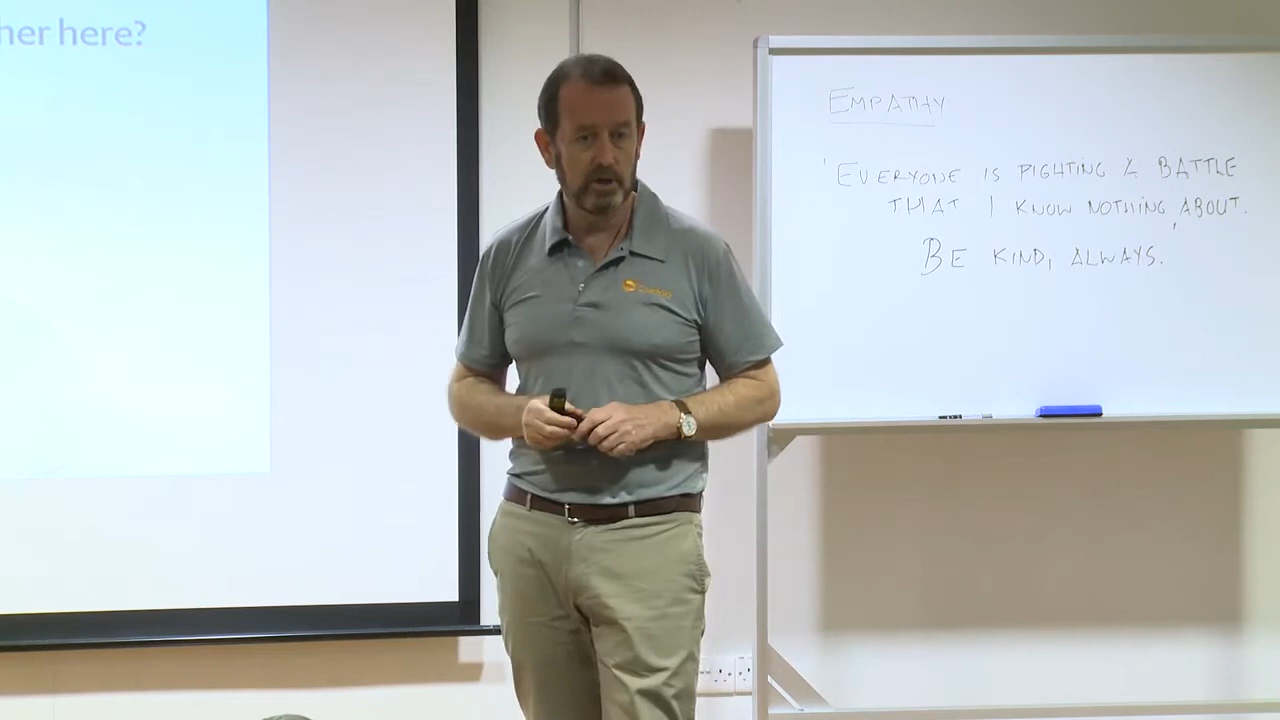 her here?
EMPATHY
'EVERYONE IS FIGHTING A BATTLE
THAT I KNOW NOTHING ABOUT.
BE KIND, ALWAYS.'